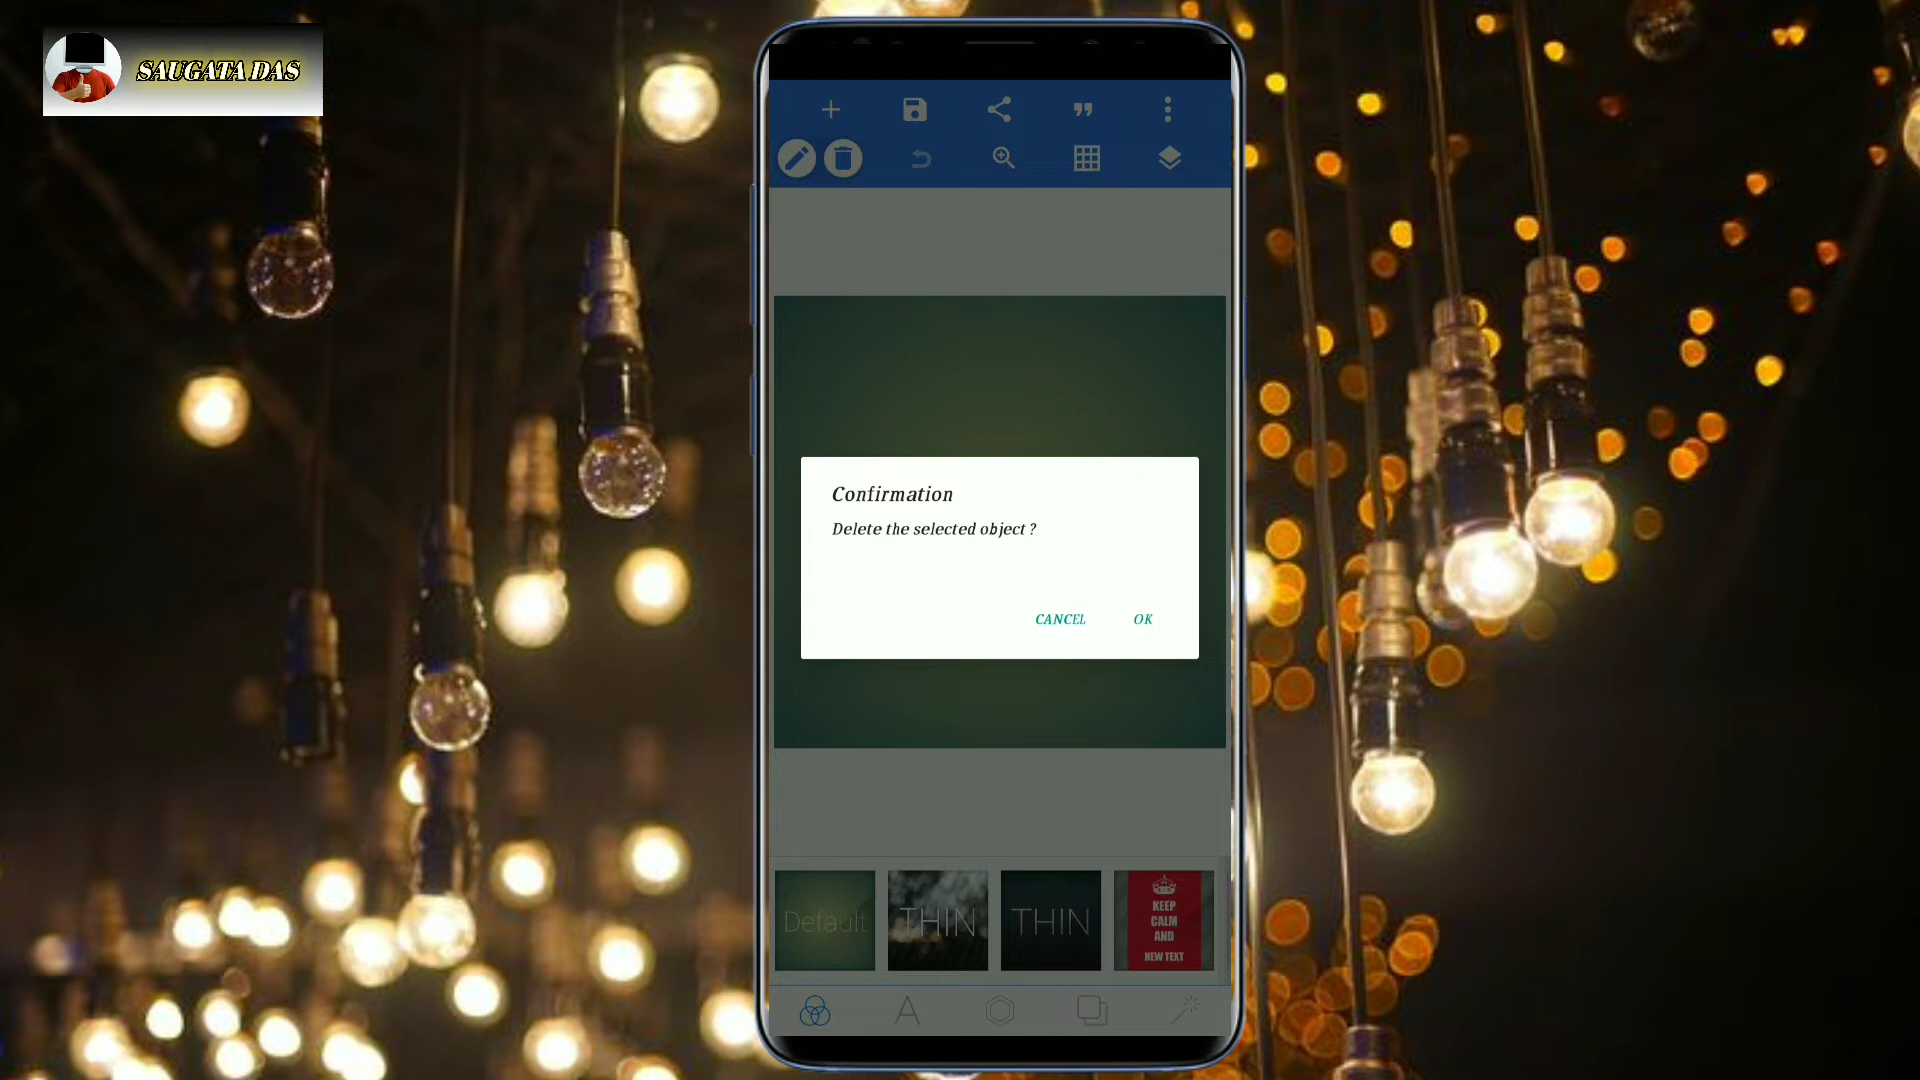 SAUGATA DAS
Confirmation
Delete the selected object ?
CANCEL OK
Default
THIN
THIN
KEEP
CALM
AND
NEW TEXT